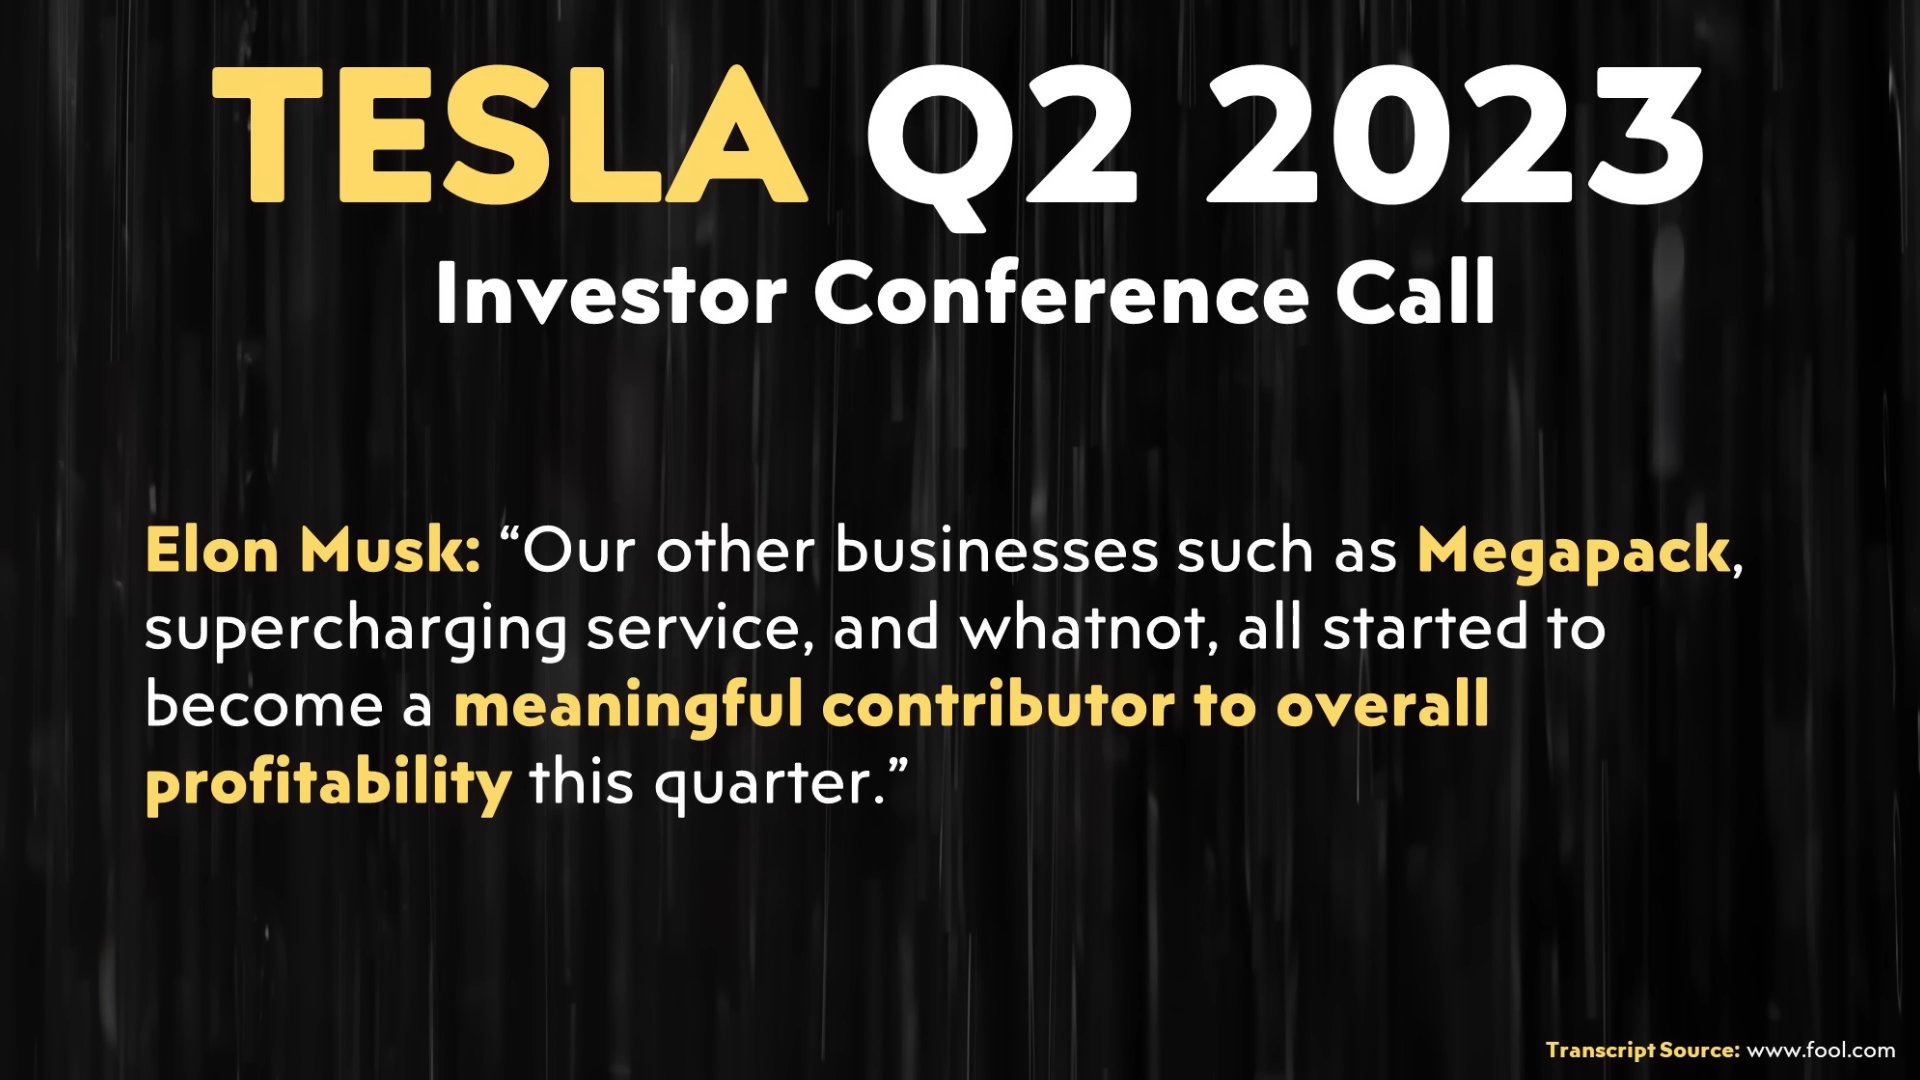 TESLA Q2 2023
Investor Conference Call
Elon Musk: “Our other businesses such as Megapack,
supercharging service, and whatnot, all started to
become a meaningful contributor to overall
profitability this quarter.”
Transcript Source: www.fool.com